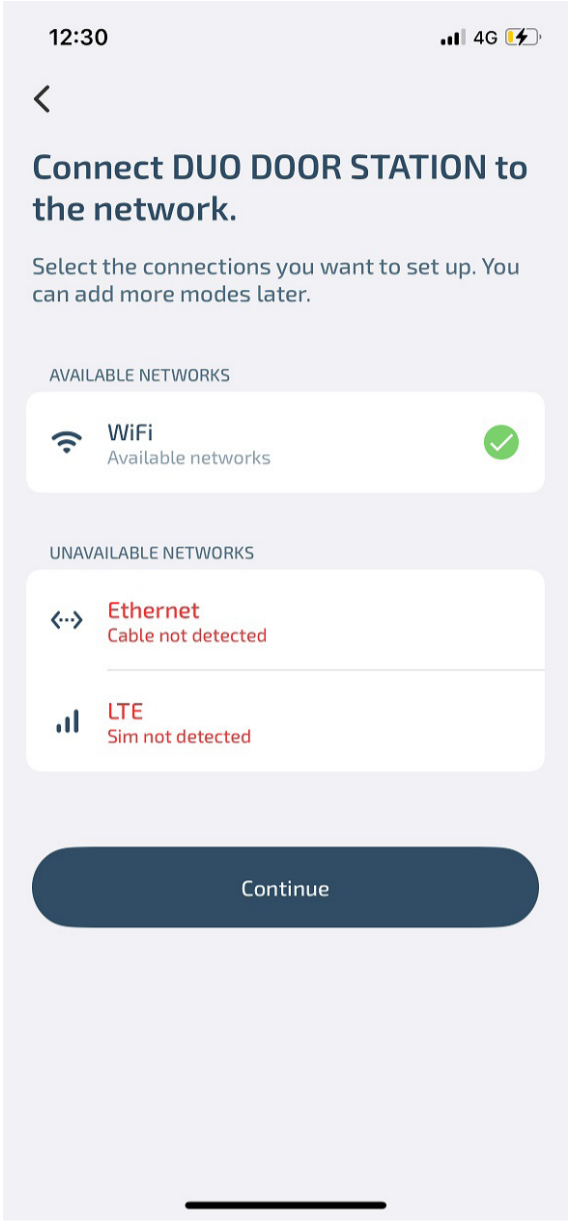 12:30
4G
Connect DUO DOOR STATION to
the network.
Select the connections you want to set up. You
can add more modes later.
AVAILABLE NETWORKS
WiFi
Available networks
UNAVAILABLE NETWORKS
Ethernet
Cable not detected
LTE
Sim not detected
Continue